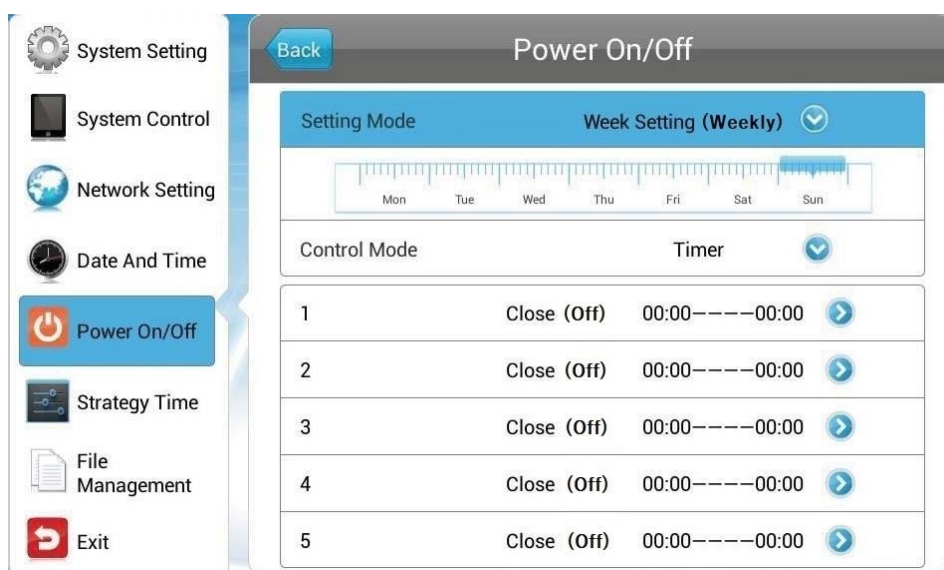 System Setting
System Control
Network Setting
Date And Time
Power On/Off
Strategy Time
File
Management
Exit
Back
Power On/Off
Setting Mode Week Setting (Weekly)
Mon Tue Wed Thu Fri Sat Sun
Control Mode Timer
1 Close (Off) 00:00----00:00
2 Close (Off) 00:00----00:00
3 Close (Off) 00:00----00:00
4 Close (Off) 00:00----00:00
5 Close (Off) 00:00----00:00